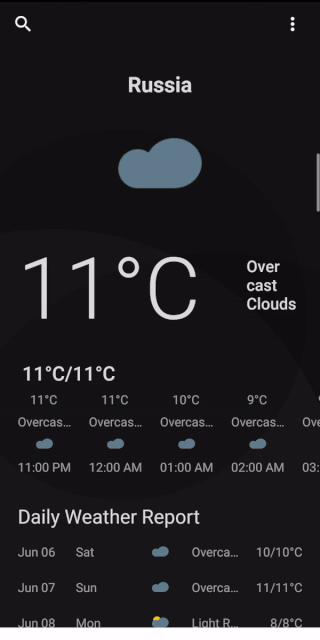 Russia
11°C
Over
cast
Clouds
11°C/11°C
11°C 11°C 10°C 9°C
Overcas... Overcas... Overcas... Overcas... Ove
11:00 PM 12:00 AM 01:00 AM 02:00 AM 03:
Daily Weather Report
Jun 06 Sat Overca... 10/10°C
Jun 07 Sun Overca... 11/11°C
Jun 08 Mon Light R... 8/8°C